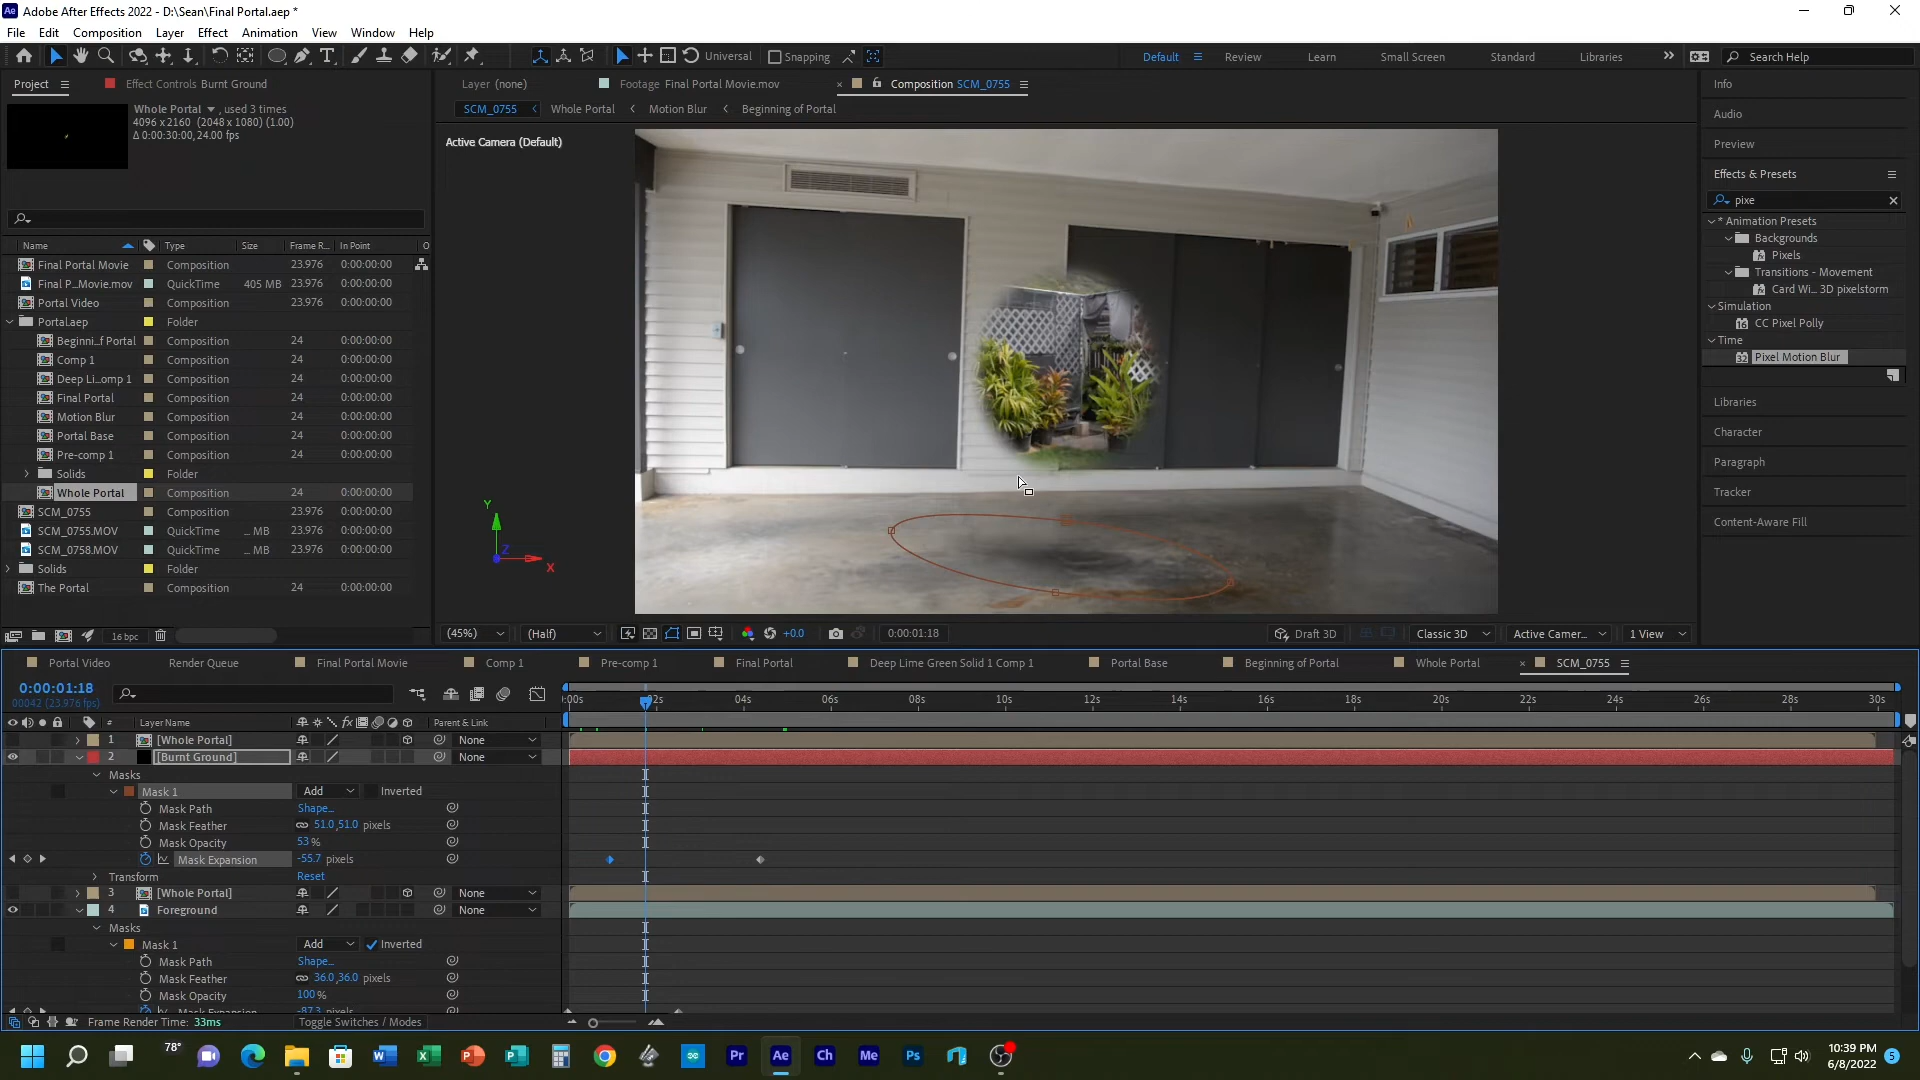 Ae Adobe After Effects 2022 - D:\Sean\Final Portal.aep *
File Edit Composition Layer Effect Animation View Window Help
Universal Snapping Default Review Learn Small Screen Standard Libraries Search Help
Project Effect Controls Burnt Ground
Whole Portal , used 3 times
4096 x 2160 (2048 x 1080) (1.00)
Δ 0:00:30:00, 24.00 fps
Layer (none) Footage Final Portal Movie.mov Composition SCM_0755
SCM_0755 Whole Portal Motion Blur Beginning of Portal
Active Camera (Default)
Name Type Size Frame R... In Point
Final Portal Movie Composition 23.976 0:00:00:00
Final P...Movie.mov QuickTime 405 MB 23.976 0:00:00:00
Portal Video Composition 23.976 0:00:00:00
Portal.aep Folder
Beginni...f Portal Composition 24 0:00:00:00
Comp 1 Composition 24 0:00:00:00
Deep Li...omp 1 Composition 24 0:00:00:00
Final Portal Composition 24 0:00:00:00
Motion Blur Composition 24 0:00:00:00
Portal Base Composition 24 0:00:00:00
Pre-comp 1 Composition 24 0:00:00:00
Solids Folder
Whole Portal Composition 24 0:00:00:00
SCM_0755 Composition 23.976 0:00:00:00
SCM_0755.MOV QuickTime ... MB 23.976 0:00:00:00
SCM_0758.MOV QuickTime ... MB 23.976 0:00:00:00
Solids Folder
The Portal Composition 24 0:00:00:00
16 bpc
Y
Z
X
(45%) (Half) +0.0 0:00:01:18 Draft 3D Classic 3D Active Camer... 1 View
Info
Audio
Preview
Effects & Presets
pixe
* Animation Presets
Backgrounds
Pixels
Transitions - Movement
Card Wi... 3D pixelstorm
Simulation
CC Pixel Polly
Time
Pixel Motion Blur
Libraries
Character
Paragraph
Tracker
Content-Aware Fill
Portal Video Render Queue Final Portal Movie Comp 1 Pre-comp 1 Final Portal Deep Lime Green Solid 1 Comp 1 Portal Base Beginning of Portal Whole Portal SCM_0755
0:00:01:18
00042 (23.976 fps)
:00s 02s 04s 06s 08s 10s 12s 14s 16s 18s 20s 22s 24s 26s 28s 30s
# Layer Name fx Parent & Link
1 [Whole Portal] None
2 [Burnt Ground] None
Masks
Mask 1 Add Inverted
Mask Path Shape...
Mask Feather 51.0,51.0 pixels
Mask Opacity 53 %
Mask Expansion -55.7 pixels
Transform Reset
3 [Whole Portal] None
4 Foreground None
Masks
Mask 1 Add Inverted
Mask Path Shape...
Mask Feather 36.0,36.0 pixels
Mask Opacity 100 %
Mask Expansion -87.3 pixels
Frame Render Time: 33ms Toggle Switches / Modes
78° Pr Ae Ch Me Ps
10:39 PM
6/8/2022
5